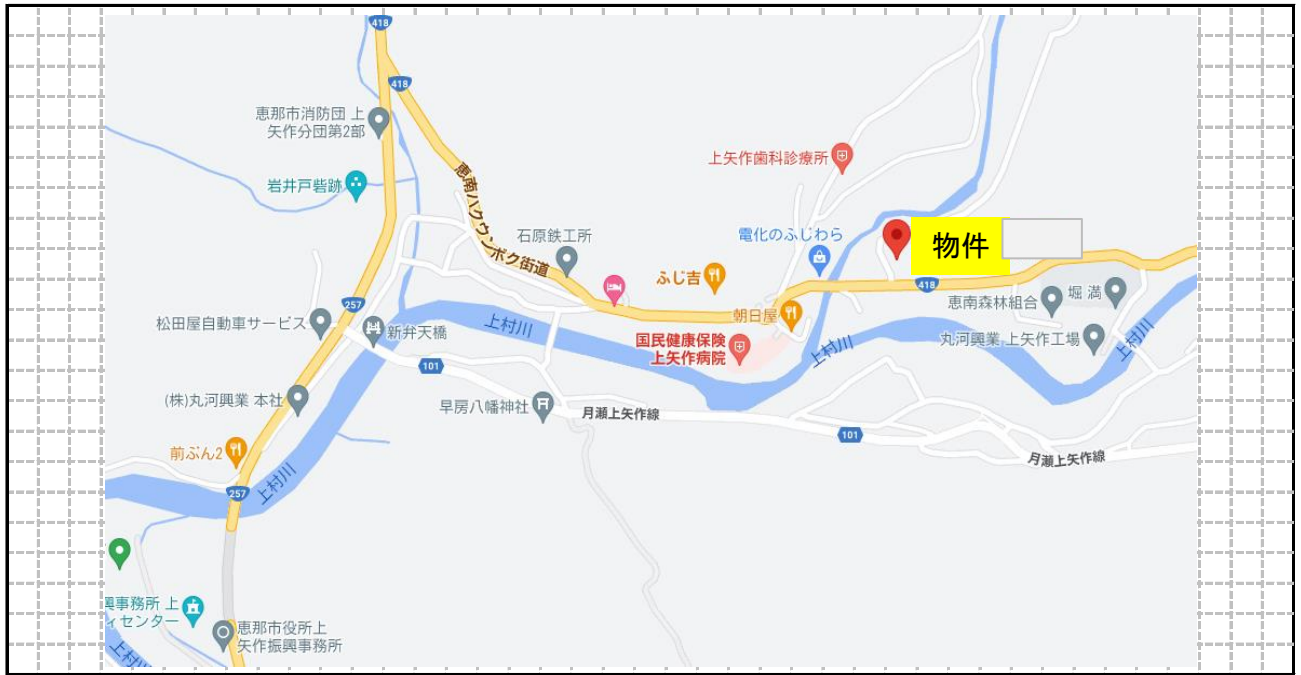 418
418
恵那市消防団 上
矢作分団第2部
上矢作歯科診療所
岩井戸砦跡
恵南ハクウンボク街道
石原鉄工所
電化のふじわら
物件
ふじ吉
418
恵南森林組合
堀 満
257
松田屋自動車サービス
新弁天橋
上村川
朝日屋
国民健康保険
上矢作病院
上村川
丸河興業 上矢作工場
上村川
101
(株)丸河興業 本社
早房八幡神社
月瀬上矢作線
101
前ぷん2
月瀬上矢作線
257
上村川
興事務所 上
ィセンター
恵那市役所上
矢作振興事務所
上村川